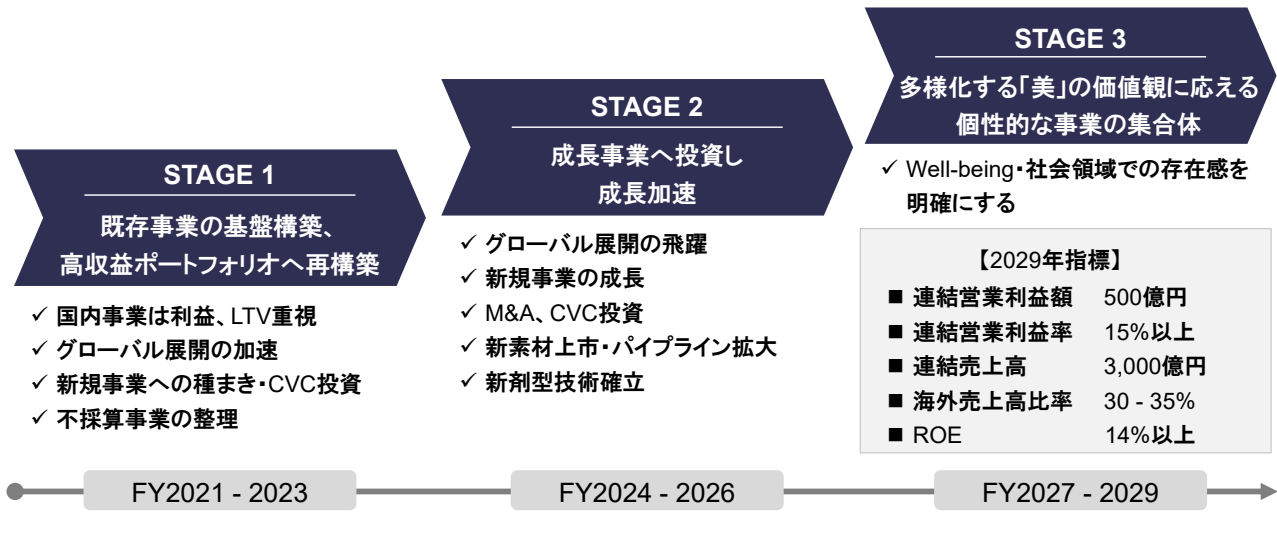 STAGE 1
既存事業の基盤構築、
高収益ポートフォリオへ再構築
✓ 国内事業は利益、LTV重視
✓ グローバル展開の加速
✓ 新規事業への種まき・CVC投資
✓ 不採算事業の整理
FY2021 - 2023
STAGE 2
成長事業へ投資し
成長加速
✓ グローバル展開の飛躍
✓ 新規事業の成長
✓ M&A、CVC投資
✓ 新素材上市・パイプライン拡大
✓ 新剤型技術確立
FY2024 - 2026
STAGE 3
多様化する「美」の価値観に応える
個性的な事業の集合体
✓ Well-being・社会領域での存在感を
明確にする
【2029年指標】
■ 連結営業利益額 500億円
■ 連結営業利益率 15%以上
■ 連結売上高 3,000億円
■ 海外売上高比率 30 - 35%
■ ROE 14%以上
FY2027 - 2029